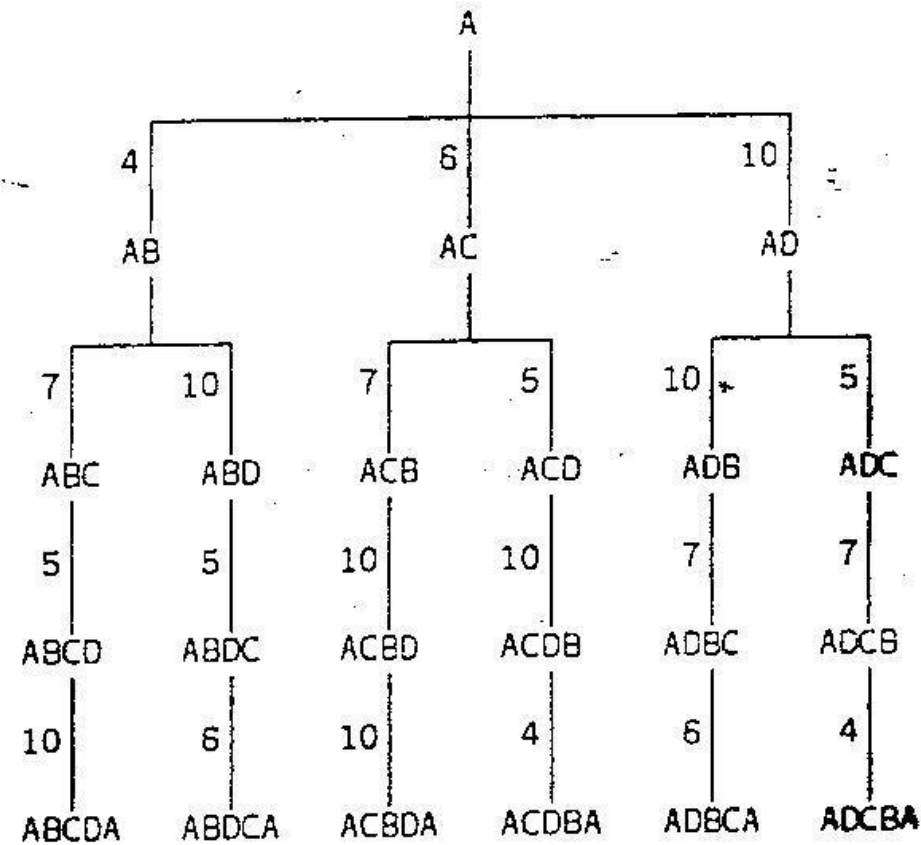 A
4 6 10
AB AC AD
7 10 7 5 10 5
ABC ABD ACB ACD ADB ADC
5 5 10 10 7 7
ABCD ABDC ACBD ACDB ADBC ADCB
10 6 10 4 6 4
ABCDA ABDCA ACBDA ACDBA ADBCA ADCBA